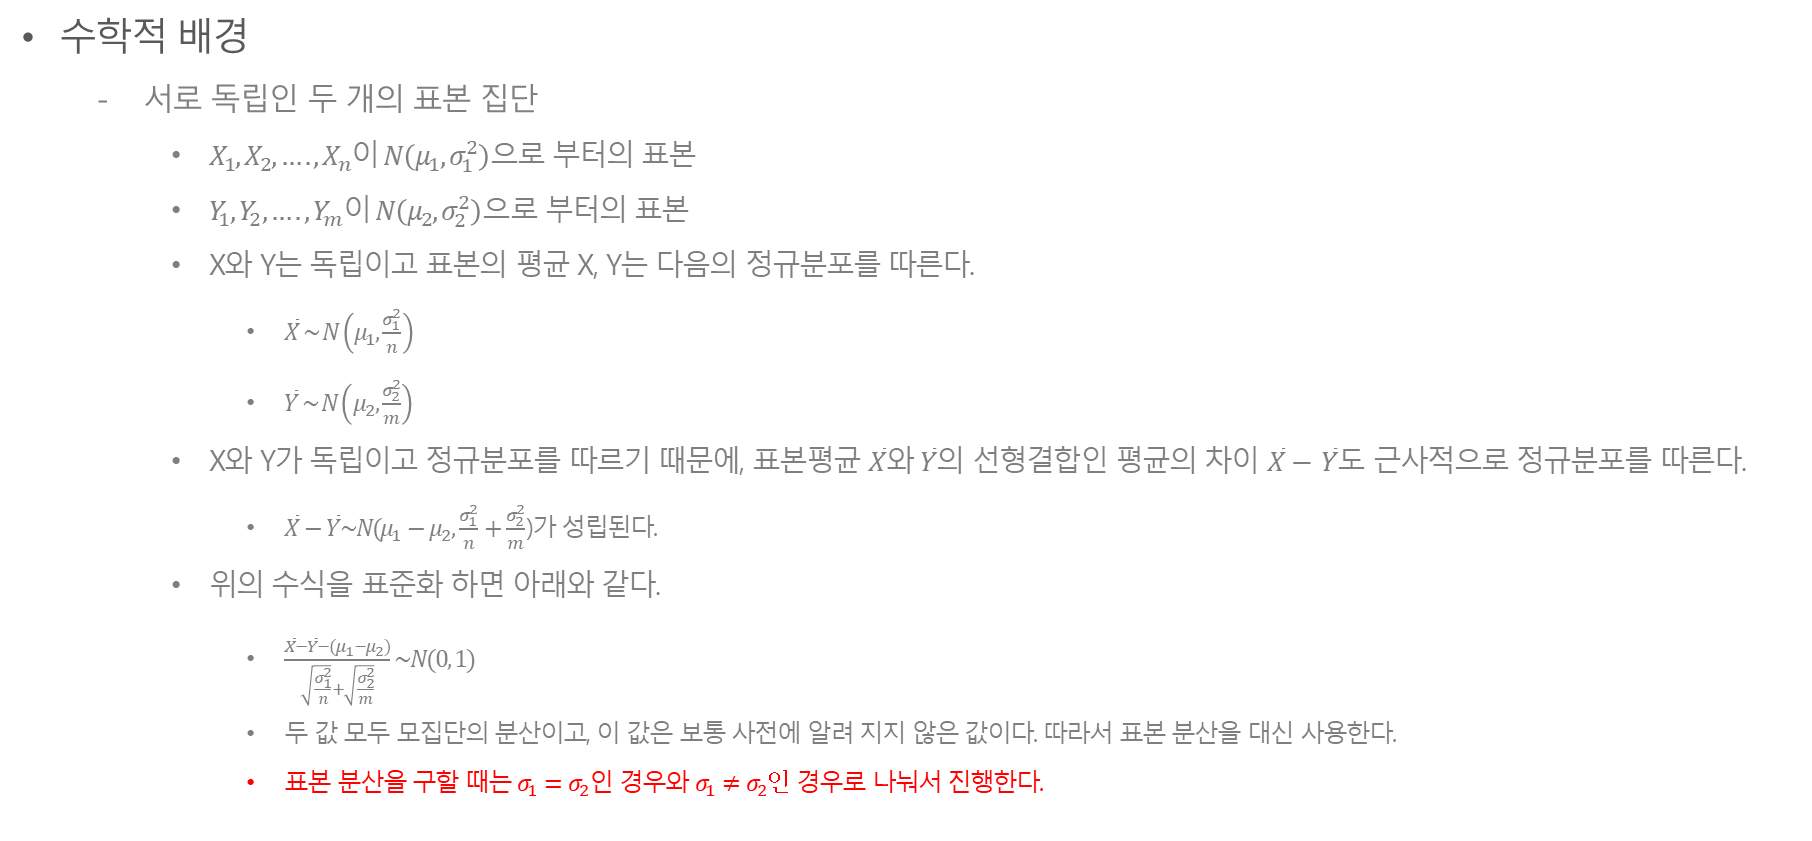 • 수학적 배경
- 서로 독립인 두 개의 표본 집단
• X₁, X₂, …. , Xₙ이 N(μ₁, σ₁²)으로 부터의 표본
• Y₁, Y₂, …. , Yₘ이 N(μ₂, σ₂²)으로 부터의 표본
• X와 Y는 독립이고 표본의 평균 X, Y는 다음의 정규분포를 따른다.
• Ẋ ~ N(μ₁, σ₁²/n)
• Ẏ ~ N(μ₂, σ₂²/m)
• X와 Y가 독립이고 정규분포를 따르기 때문에, 표본평균 Ẋ와 Ẏ의 선형결합인 평균의 차이 Ẋ − Ẏ도 근사적으로 정규분포를 따른다.
• Ẋ − Ẏ~N(μ₁ − μ₂, σ₁²/n + σ₂²/m)가 성립된다.
• 위의 수식을 표준화 하면 아래와 같다.
• (Ẋ−Ẏ−(μ₁−μ₂))/(√(σ₁²/n)+√(σ₂²/m)) ~N(0, 1)
• 두 값 모두 모집단의 분산이고, 이 값은 보통 사전에 알려 지지 않은 값이다. 따라서 표본 분산을 대신 사용한다.
• 표본 분산을 구할 때는 σ₁ = σ₂인 경우와 σ₁ ≠ σ₂인 경우로 나눠서 진행한다.